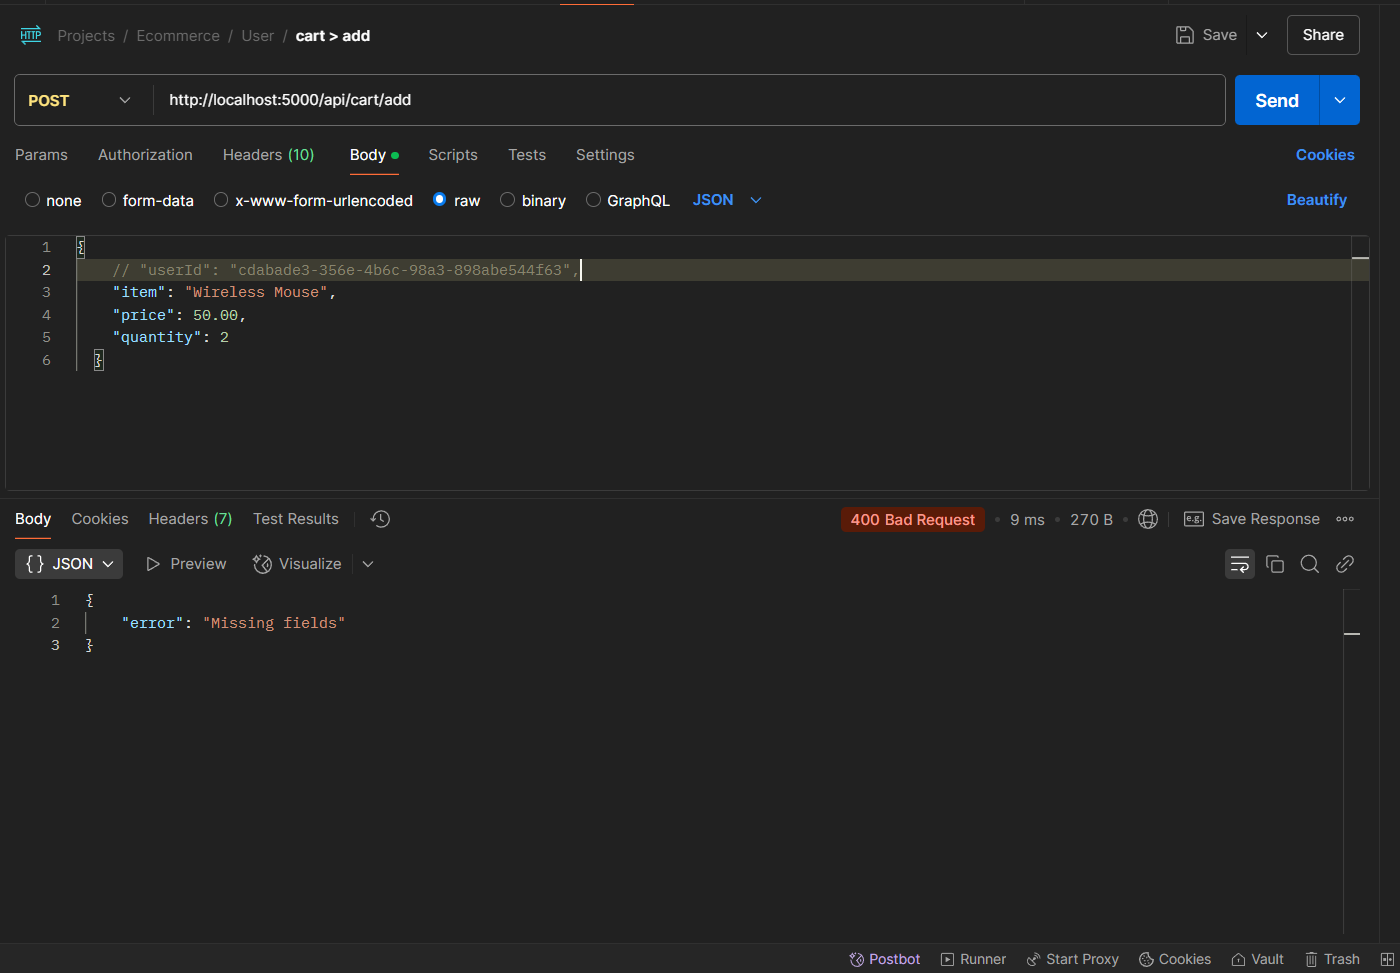 HTTP Projects / Ecommerce / User / cart > add Save Share
POST http://localhost:5000/api/cart/add Send
Params Authorization Headers (10) Body Scripts Tests Settings Cookies
none form-data x-www-form-urlencoded raw binary GraphQL JSON Beautify
1 {
2 // "userId": "cdabade3-356e-4b6c-98a3-898abe544f63",
3 "item": "Wireless Mouse",
4 "price": 50.00,
5 "quantity": 2
6 }
Body Cookies Headers (7) Test Results 400 Bad Request • 9 ms • 270 B • e.g. Save Response
{} JSON Preview Visualize
1 {
2 "error": "Missing fields"
3 }
Postbot Runner Start Proxy Cookies Vault Trash